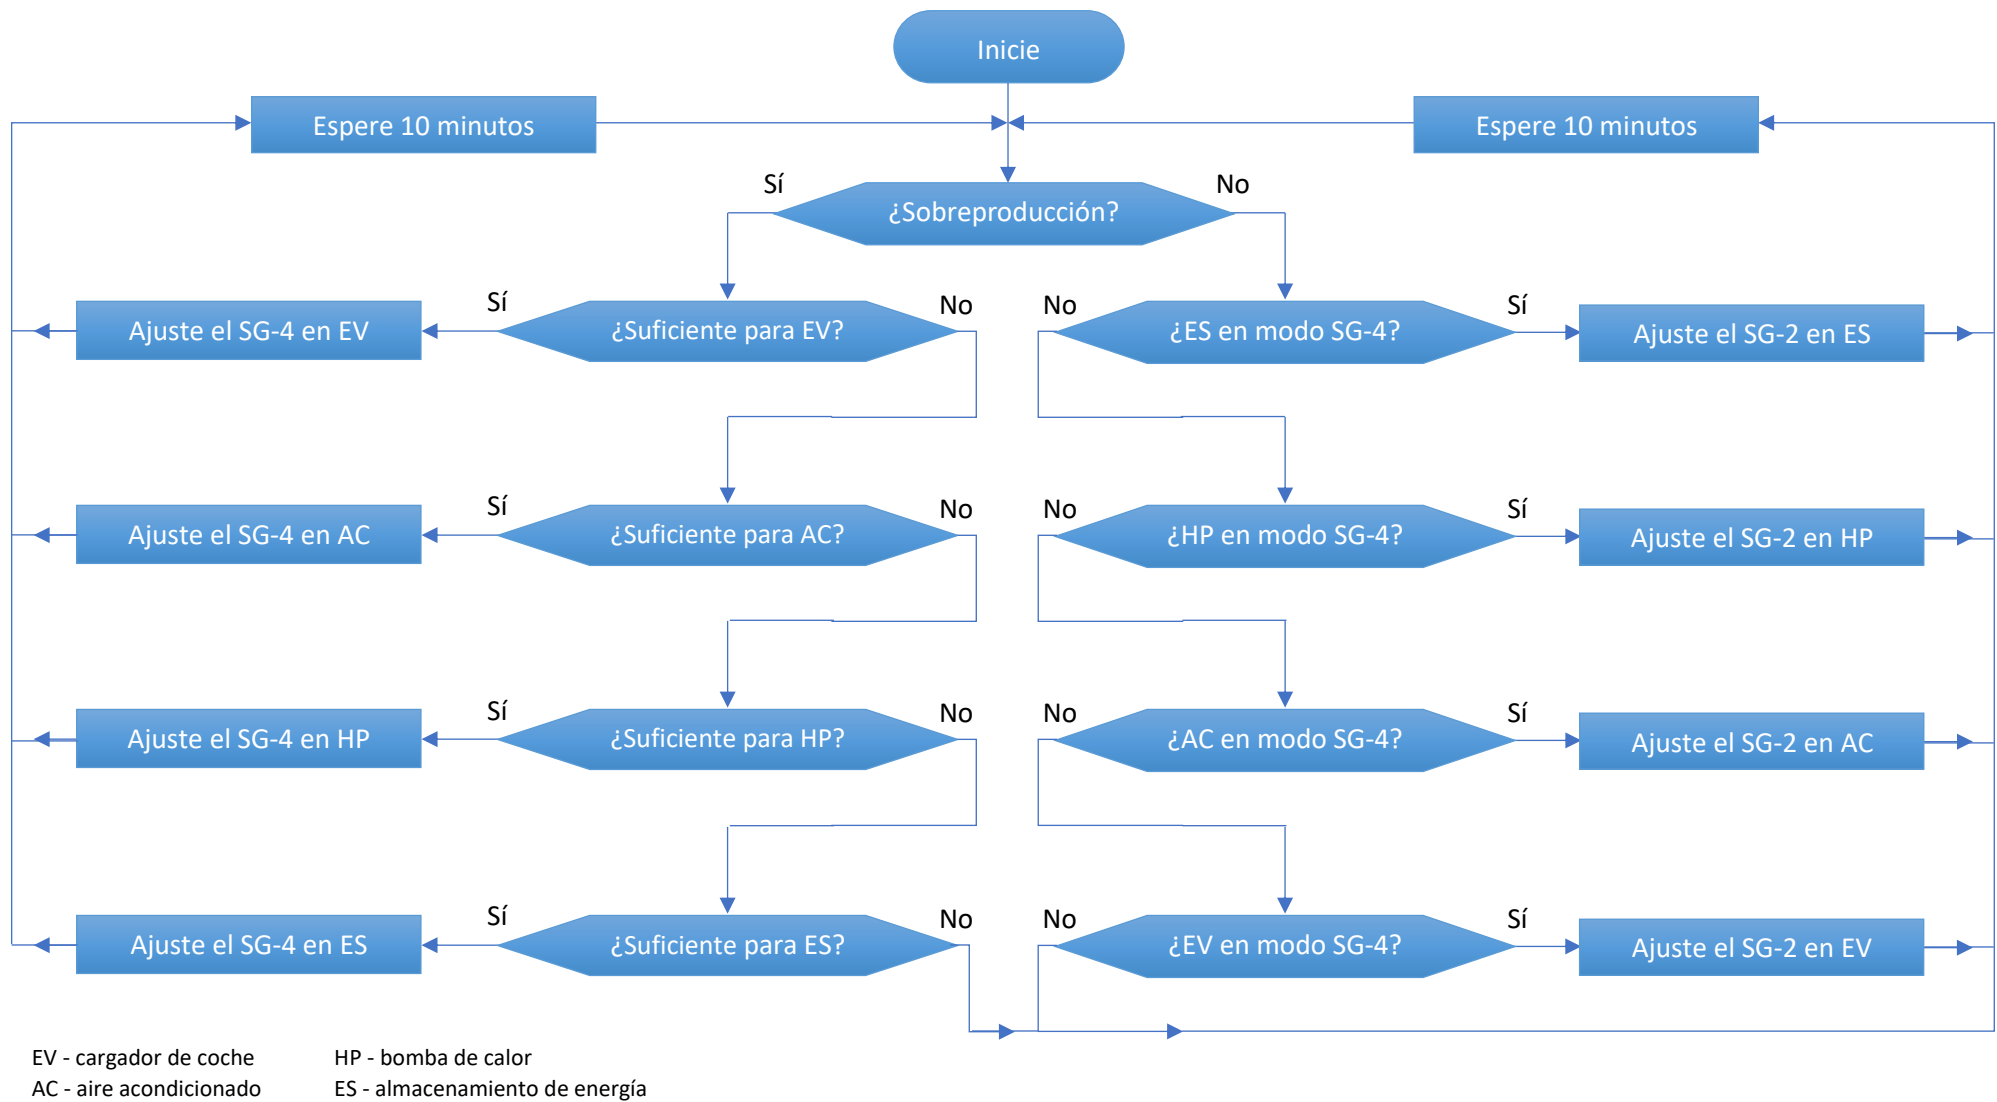 Inicie
Espere 10 minutos
Espere 10 minutos
Sí
No
¿Sobreproducción?
Sí
No
No
Sí
Ajuste el SG-4 en EV
¿Suficiente para EV?
¿ES en modo SG-4?
Ajuste el SG-2 en ES
Sí
No
No
Sí
Ajuste el SG-4 en AC
¿Suficiente para AC?
¿HP en modo SG-4?
Ajuste el SG-2 en HP
Sí
No
No
Sí
Ajuste el SG-4 en HP
¿Suficiente para HP?
¿AC en modo SG-4?
Ajuste el SG-2 en AC
Sí
No
No
Sí
Ajuste el SG-4 en ES
¿Suficiente para ES?
¿EV en modo SG-4?
Ajuste el SG-2 en EV
EV - cargador de coche
HP - bomba de calor
AC - aire acondicionado
ES - almacenamiento de energía